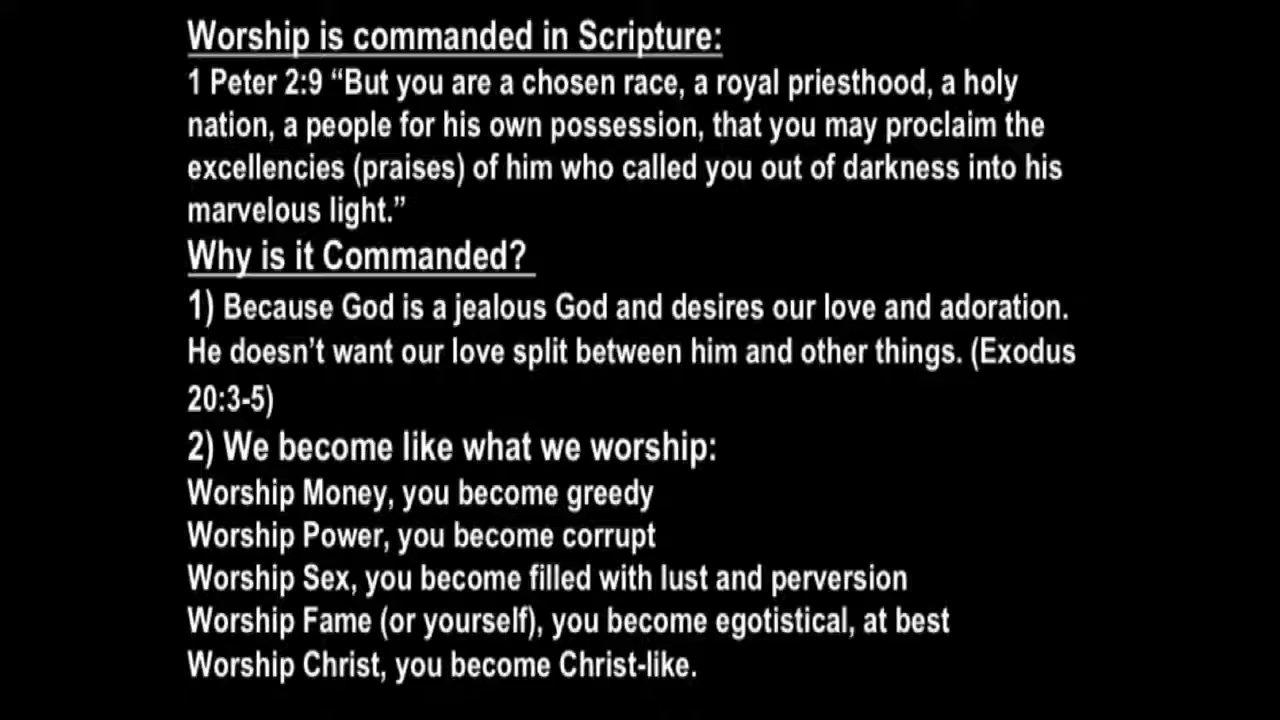 Worship is commanded in Scripture:
1 Peter 2:9 “But you are a chosen race, a royal priesthood, a holy
nation, a people for his own possession, that you may proclaim the
excellencies (praises) of him who called you out of darkness into his
marvelous light.”
Why is it Commanded?
1) Because God is a jealous God and desires our love and adoration.
He doesn’t want our love split between him and other things. (Exodus
20:3-5)
2) We become like what we worship:
Worship Money, you become greedy
Worship Power, you become corrupt
Worship Sex, you become filled with lust and perversion
Worship Fame (or yourself), you become egotistical, at best
Worship Christ, you become Christ-like.